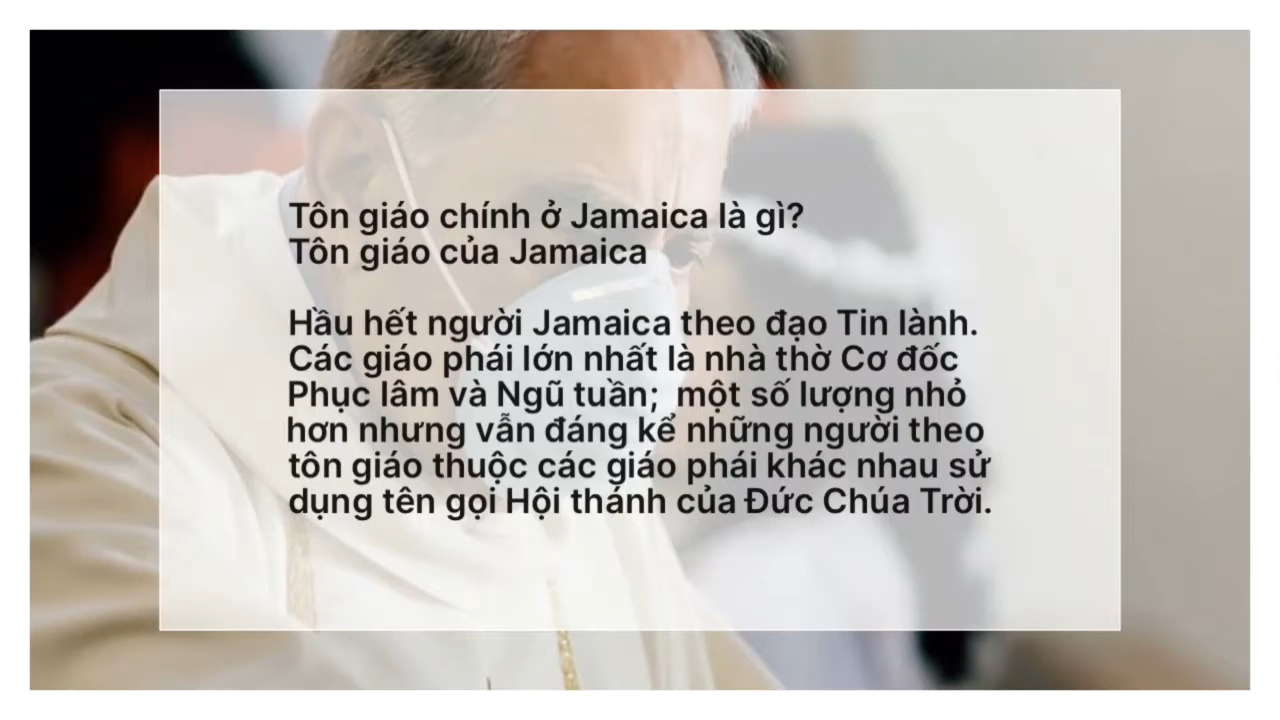 Tôn giáo chính ở Jamaica là gì?
Tôn giáo của Jamaica
Hầu hết người Jamaica theo đạo Tin lành.
Các giáo phái lớn nhất là nhà thờ Cơ đốc
Phục lâm và Ngũ tuần;  một số lượng nhỏ
hơn nhưng vẫn đáng kể những người theo
tôn giáo thuộc các giáo phái khác nhau sử
dụng tên gọi Hội thánh của Đức Chúa Trời.